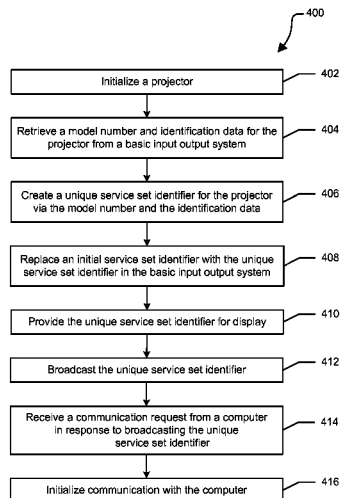 400
Initialize a projector
402
Retrieve a model number and identification data for the
projector from a basic input output system
404
Create a unique service set identifier for the projector
via the model number and the identification data
406
Replace an initial service set identifier with the unique
service set identifier in the basic input output system
408
Provide the unique service set identifier for display
410
Broadcast the unique service set identifier
412
Receive a communication request from a computer
in response to broadcasting the unique
service set identifier
414
Initialize communication with the computer
416